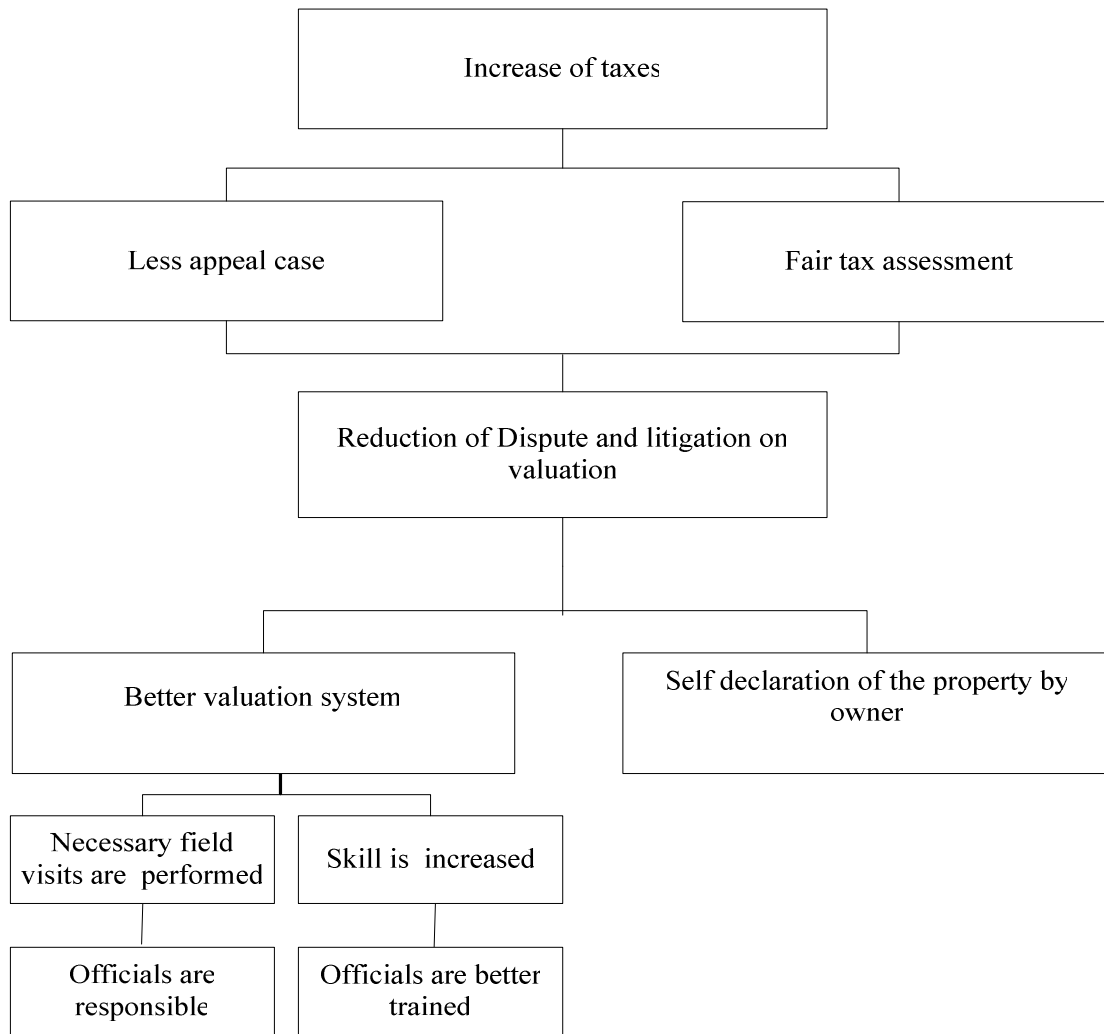 Increase of taxes
Less appeal case
Fair tax assessment
Reduction of Dispute and litigation on
valuation
Better valuation system
Self declaration of the property by
owner
Necessary field
visits are performed
Skill is increased
Officials are
responsible
Officials are better
trained